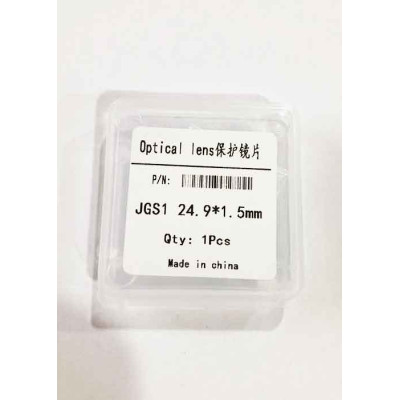 Optical lens保护镜片
P/N:
JGS1 24.9*1.5mm
Qty: 1Pcs
Made in china